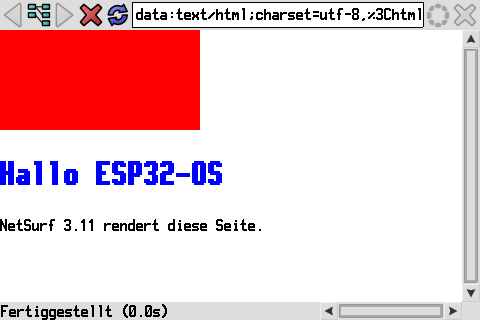 data:text/html;charset=utf-8,%3Chtml
Hallo ESP32-OS
NetSurf 3.11 rendert diese Seite.
Fertiggestellt (0.0s)